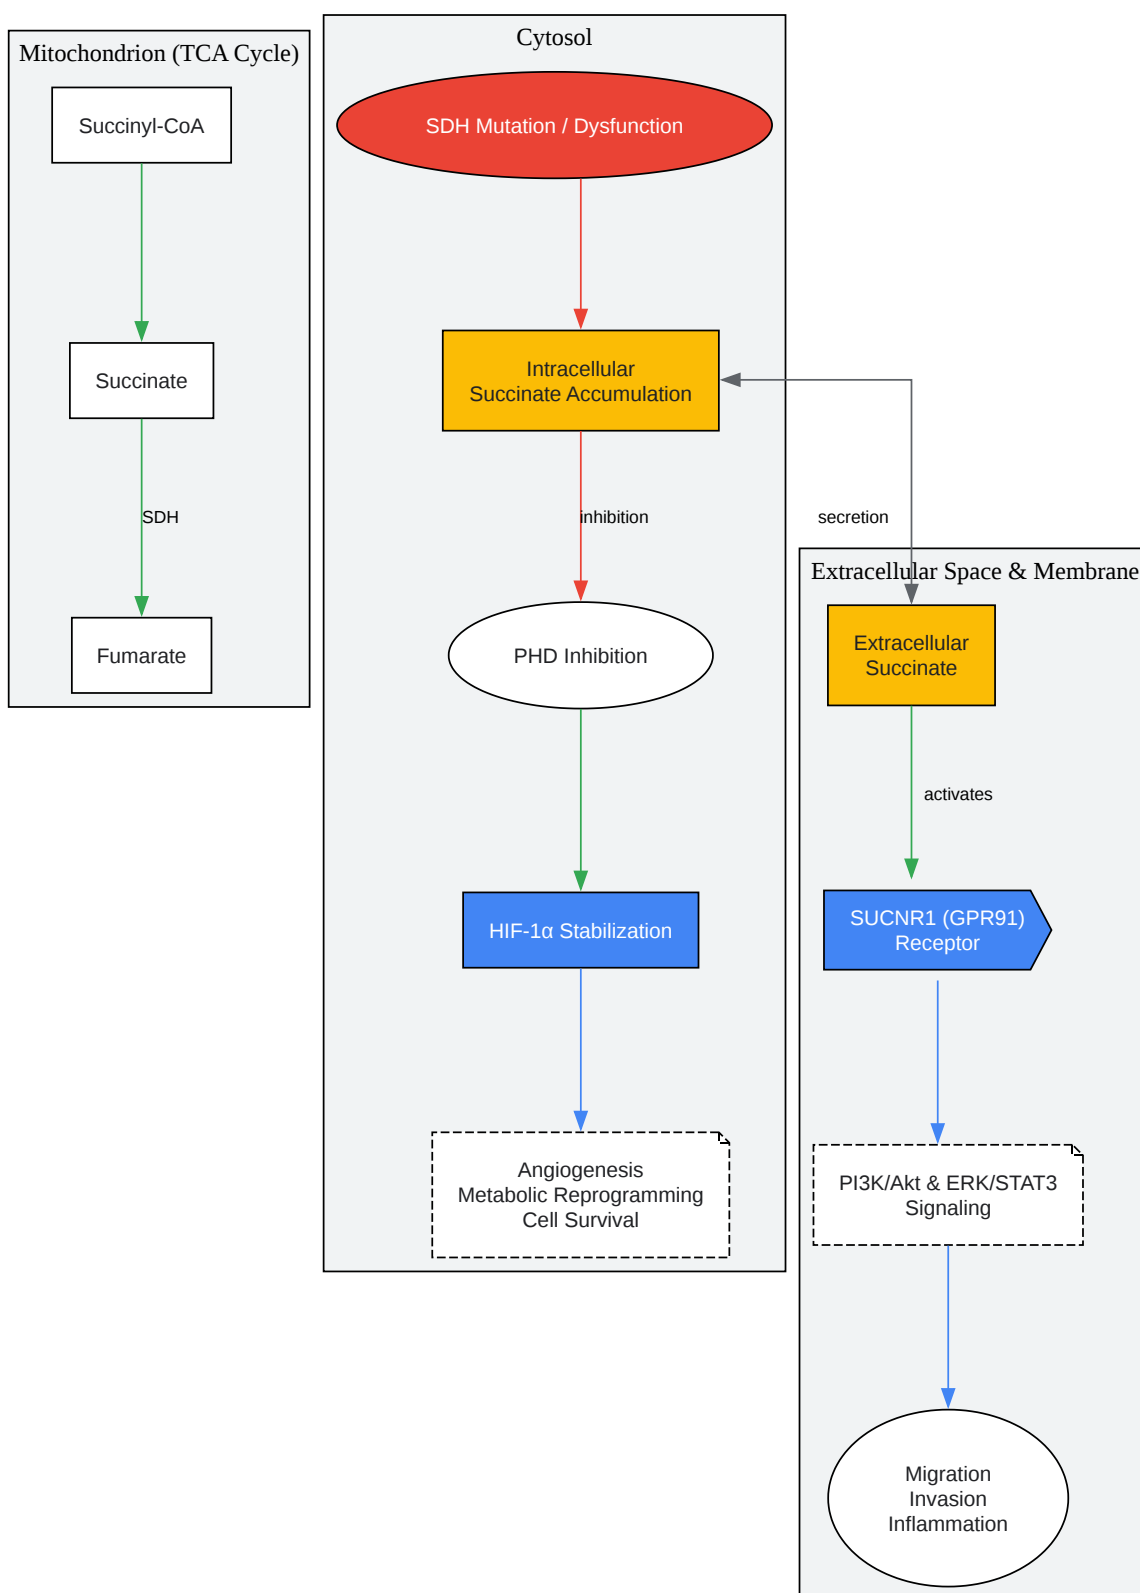 Mitochondrion (TCA Cycle)
Succinyl-CoA
Succinate
SDH
Fumarate
Cytosol
SDH Mutation / Dysfunction
Intracellular
Succinate Accumulation
inhibition
PHD Inhibition
HIF-1α Stabilization
Angiogenesis
Metabolic Reprogramming
Cell Survival
secretion
Extracellular Space & Membrane
Extracellular
Succinate
activates
SUCNR1 (GPR91)
Receptor
PI3K/Akt & ERK/STAT3
Signaling
Migration
Invasion
Inflammation